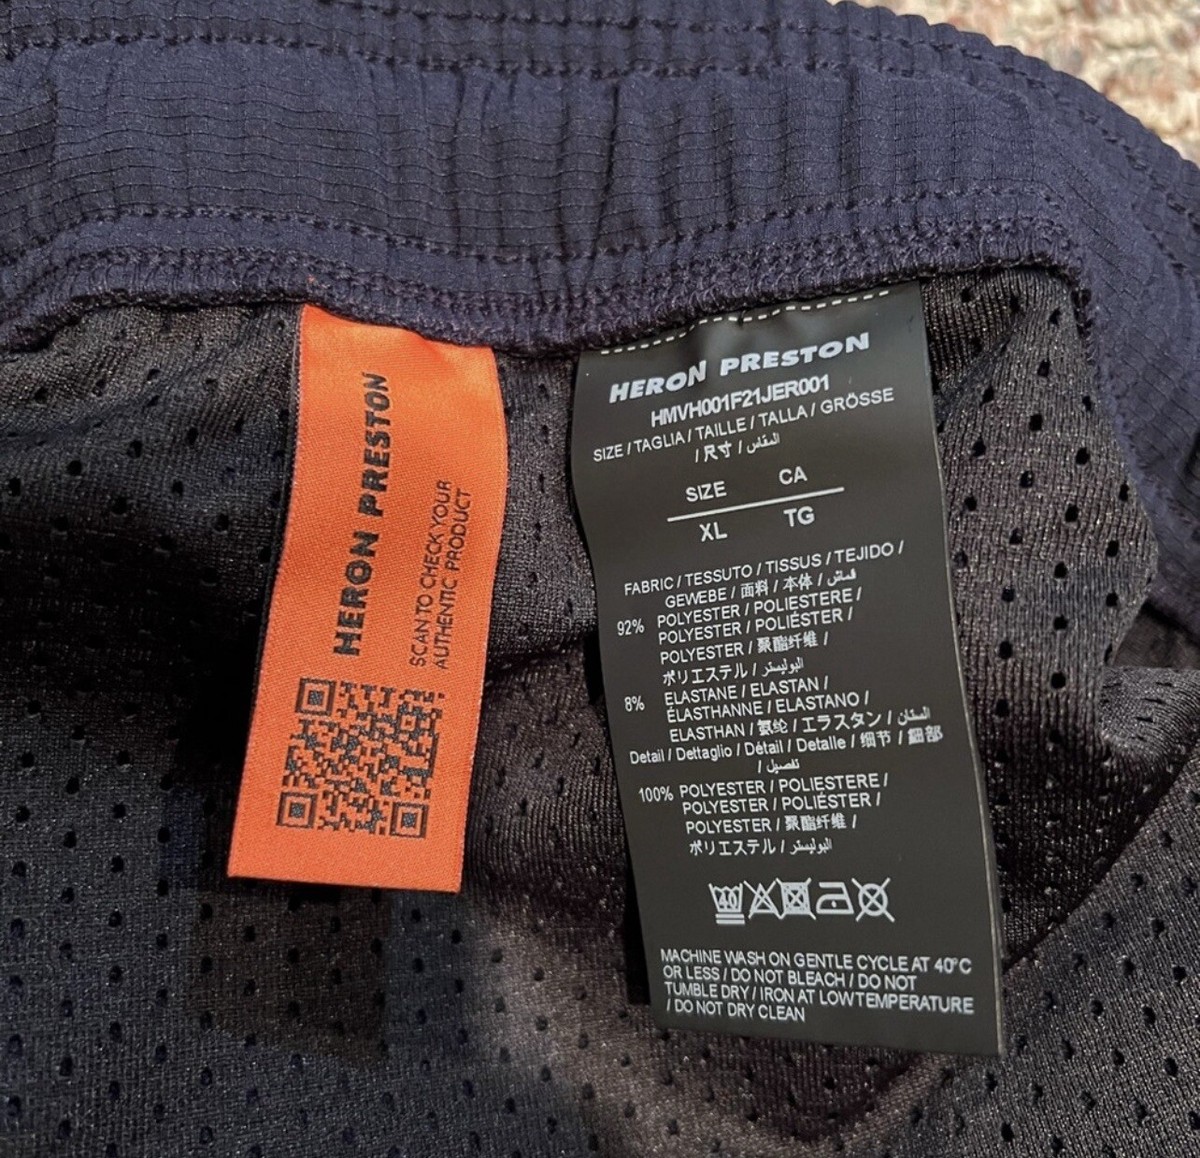 HERON PRESTON
SCAN TO CHECK YOUR
AUTHENTIC PRODUCT
HERON PRESTON
HMVH001F21JER001
SIZE / TAGLIA / TAILLE / TALLA / GRÖSSE
/ 尺寸 / المقاس
SIZE CA
XL TG
FABRIC / TESSUTO / TISSUS / TEJIDO /
GEWEBE / 面料 / 本体 / قماش
92% POLYESTER / POLIESTERE /
POLYESTER / POLIÉSTER /
POLYESTER / 聚酯纤维 /
ポリエステル / البوليستر
8% ELASTANE / ELASTAN /
ÉLASTHANNE / ELASTANO /
ELASTHAN / 氨纶 / エラスタン / السقان
Detail / Dettaglio / Détail / Detalle / 细节 / 細部
/ تفصيل
100% POLYESTER / POLIESTERE /
POLYESTER / POLIÉSTER /
POLYESTER / 聚酯纤维 /
ポリエステル / البوليستر
40
MACHINE WASH ON GENTLE CYCLE AT 40°C
OR LESS / DO NOT BLEACH / DO NOT
TUMBLE DRY / IRON AT LOW TEMPERATURE
/ DO NOT DRY CLEAN